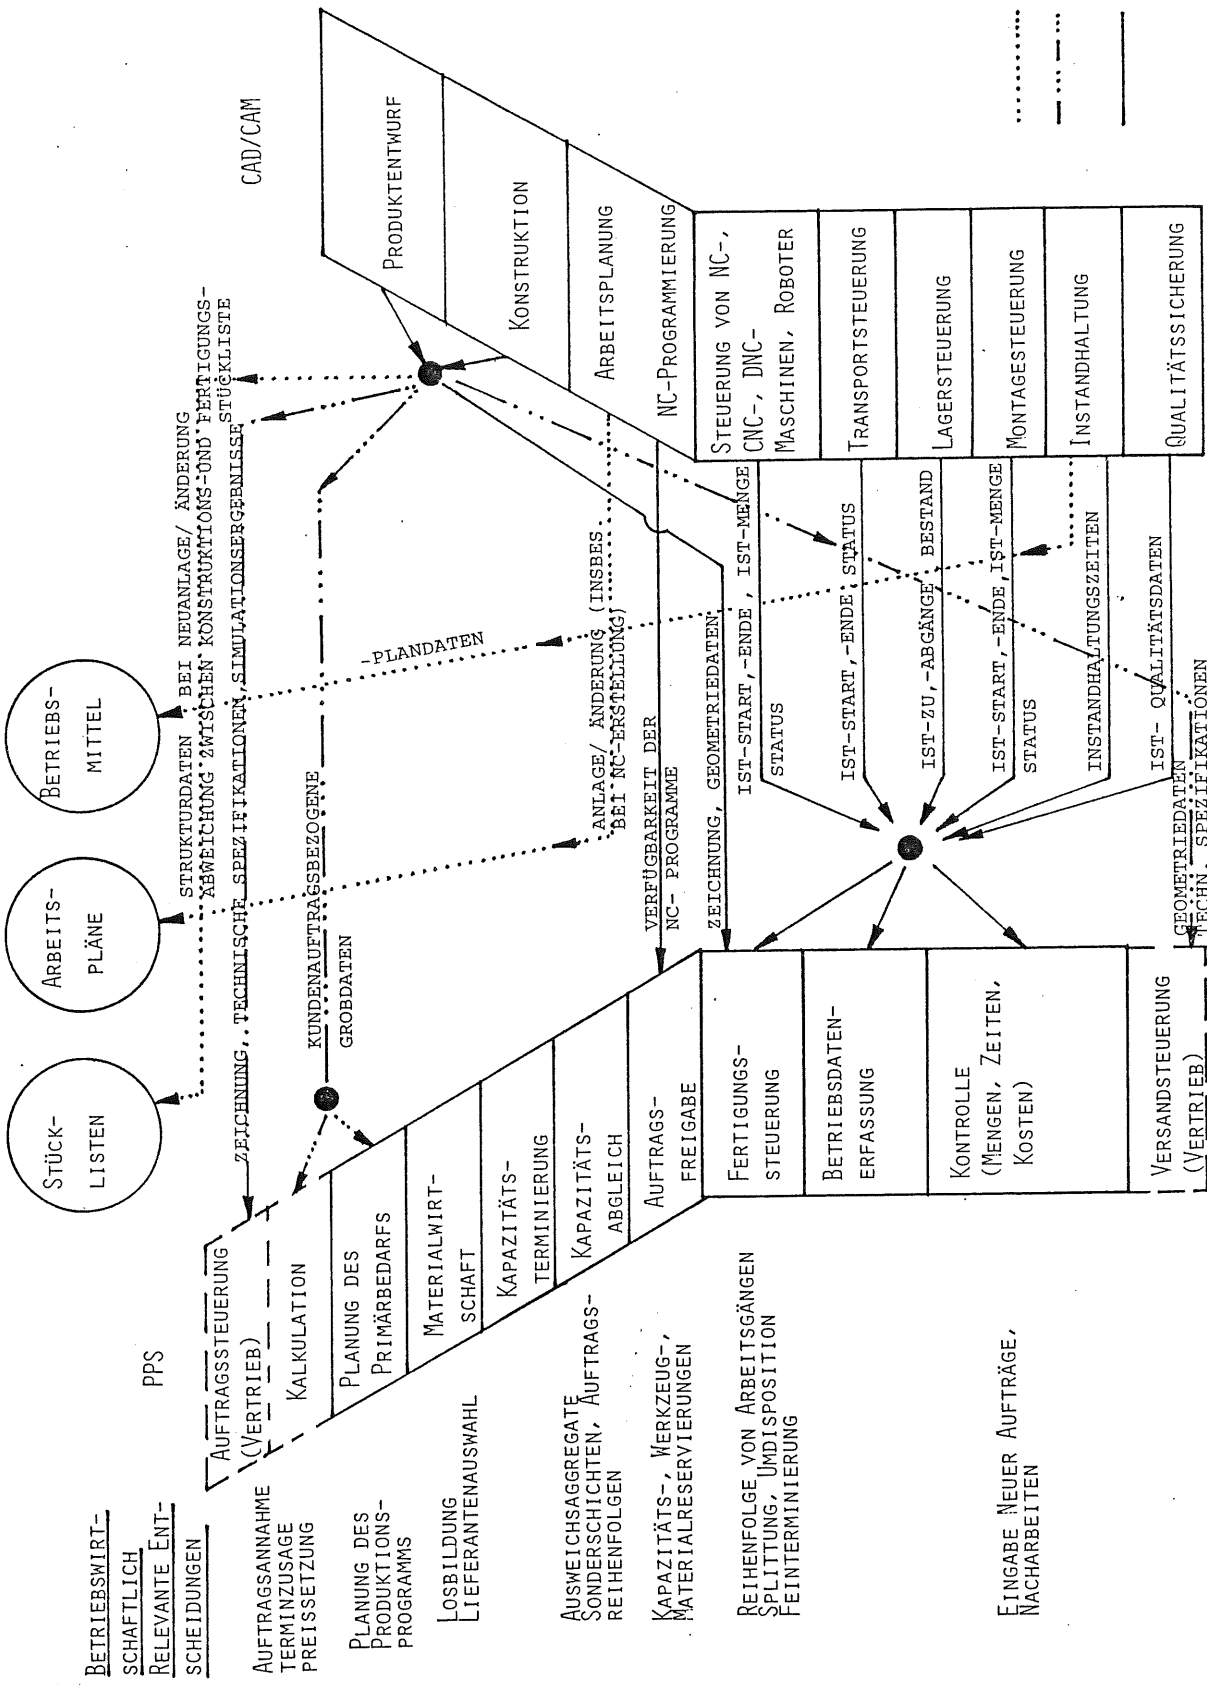 BETRIEBSWIRT-
SCHAFTLICH
RELEVANTE ENT-
SCHEIDUNGEN
AUFTRAGSANNAHME
TERMINZUSAGE
PREISSETZUNG
PLANUNG DES
PRODUKTIONS-
PROGRAMMS
LOSBILDUNG
LIEFERANTENAUSWAHL
AUSWEICHSAGGREGATE
SONDERSCHICHTEN, AUFTRAGS-
REIHENFOLGEN
KAPAZITÄTS-, WERKZEUG-,
MATERIALRESERVIERUNGEN
REIHENFOLGE VON ARBEITSGÄNGEN
SPLITTUNG, UMDISPOSITION
FEINTERMINIERUNG
EINGABE NEUER AUFTRÄGE,
NACHARBEITEN
PPS
AUFTRAGSSTEUERUNG
(VERTRIEB)
KALKULATION
PLANUNG DES
PRIMÄRBEDARFS
MATERIALWIRT-
SCHAFT
KAPAZITÄTS-
TERMINIERUNG
KAPAZITÄTS-
ABGLEICH
AUFTRAGS-
FREIGABE
FERTIGUNGS-
STEUERUNG
BETRIEBSDATEN-
ERFASSUNG
KONTROLLE
(MENGEN, ZEITEN,
KOSTEN)
VERSANDSTEUERUNG
(VERTRIEB)
STÜCK-
LISTEN
ARBEITS-
PLÄNE
BETRIEBS-
MITTEL
STRUKTURDATEN BEI NEUANLAGE/ ÄNDERUNG
ABWEICHUNG ZWISCHEN KONSTRUKTIONS-UND FERTIGUNGS-
STÜCKLISTE
ZEICHNUNG, TECHNISCHE SPEZIFIKATIONEN, SIMULATIONSERGEBNISSE
KUNDENAUFTRAGSBEZOGENE
GROBDATEN
-PLANDATEN
ANLAGE/ ÄNDERUNG (INSBES
BEI NC-ERSTELLUNG)
VERFÜGBARKEIT DER
NC- PROGRAMME
ZEICHNUNG, GEOMETRIEDATEN
IST-START,-ENDE , IST-MENGE
STATUS
IST-START,-ENDE STATUS
IST-ZU,-ABGÄNGE BESTAND
IST-START,-ENDE,IST-MENGE
STATUS
INSTANDHALTUNGSZEITEN
IST- QUALITÄTSDATEN
GEOMETRIEDATEN
TECHN. SPEZIFIKATIONEN
CAD/CAM
PRODUKTENTWURF
KONSTRUKTION
ARBEITSPLANUNG
NC-PROGRAMMIERUNG
STEUERUNG VON NC-,
CNC-, DNC-
MASCHINEN, ROBOTER
TRANSPORTSTEUERUNG
LAGERSTEUERUNG
MONTAGESTEUERUNG
INSTANDHALTUNG
QUALITÄTSSICHERUNG